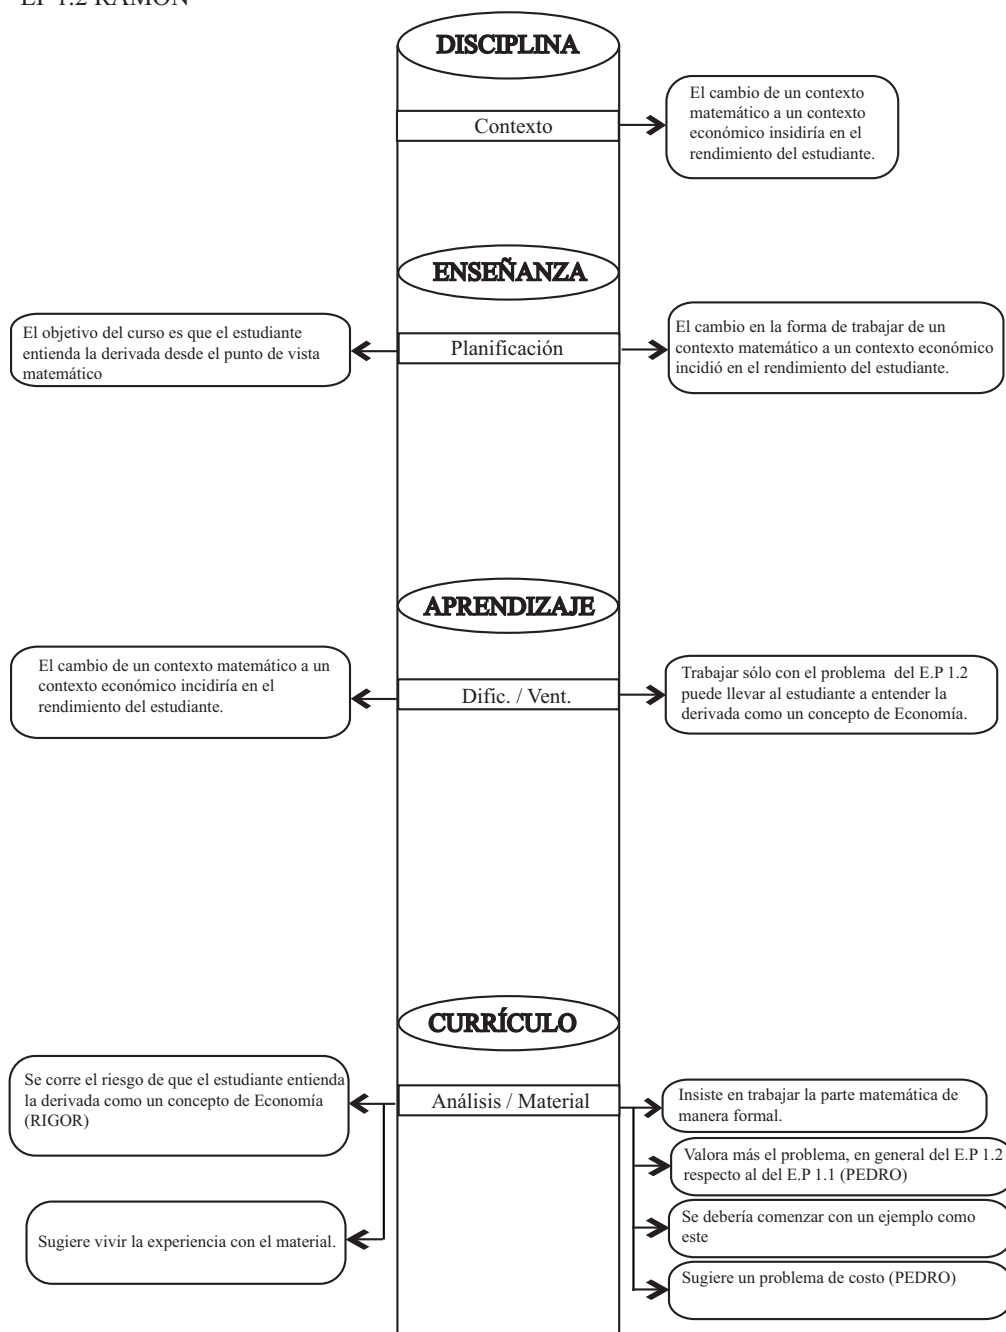 EP 1.2 RAMÓN
DISCIPLINA
Contexto
El cambio de un contexto
matemático a un contexto
económico insidiría en el
rendimiento del estudiante.
ENSEÑANZA
El objetivo del curso es que el estudiante
entienda la derivada desde el punto de vista
matemático
Planificación
El cambio en la forma de trabajar de un
contexto matemático a un contexto económico
incidió en el rendimiento del estudiante.
APRENDIZAJE
El cambio de un contexto matemático a un
contexto económico incidiría en el
rendimiento del estudiante.
Dific. / Vent.
Trabajar sólo con el problema del E.P 1.2
puede llevar al estudiante a entender la
derivada como un concepto de Economía.
CURRÍCULO
Se corre el riesgo de que el estudiante entienda
la derivada como un concepto de Economía
(RIGOR)
Sugiere vivir la experiencia con el material.
Análisis / Material
Insiste en trabajar la parte matemática de
manera formal.
Valora más el problema, en general del E.P 1.2
respecto al del E.P 1.1 (PEDRO)
Se debería comenzar con un ejemplo como
este
Sugiere un problema de costo (PEDRO)